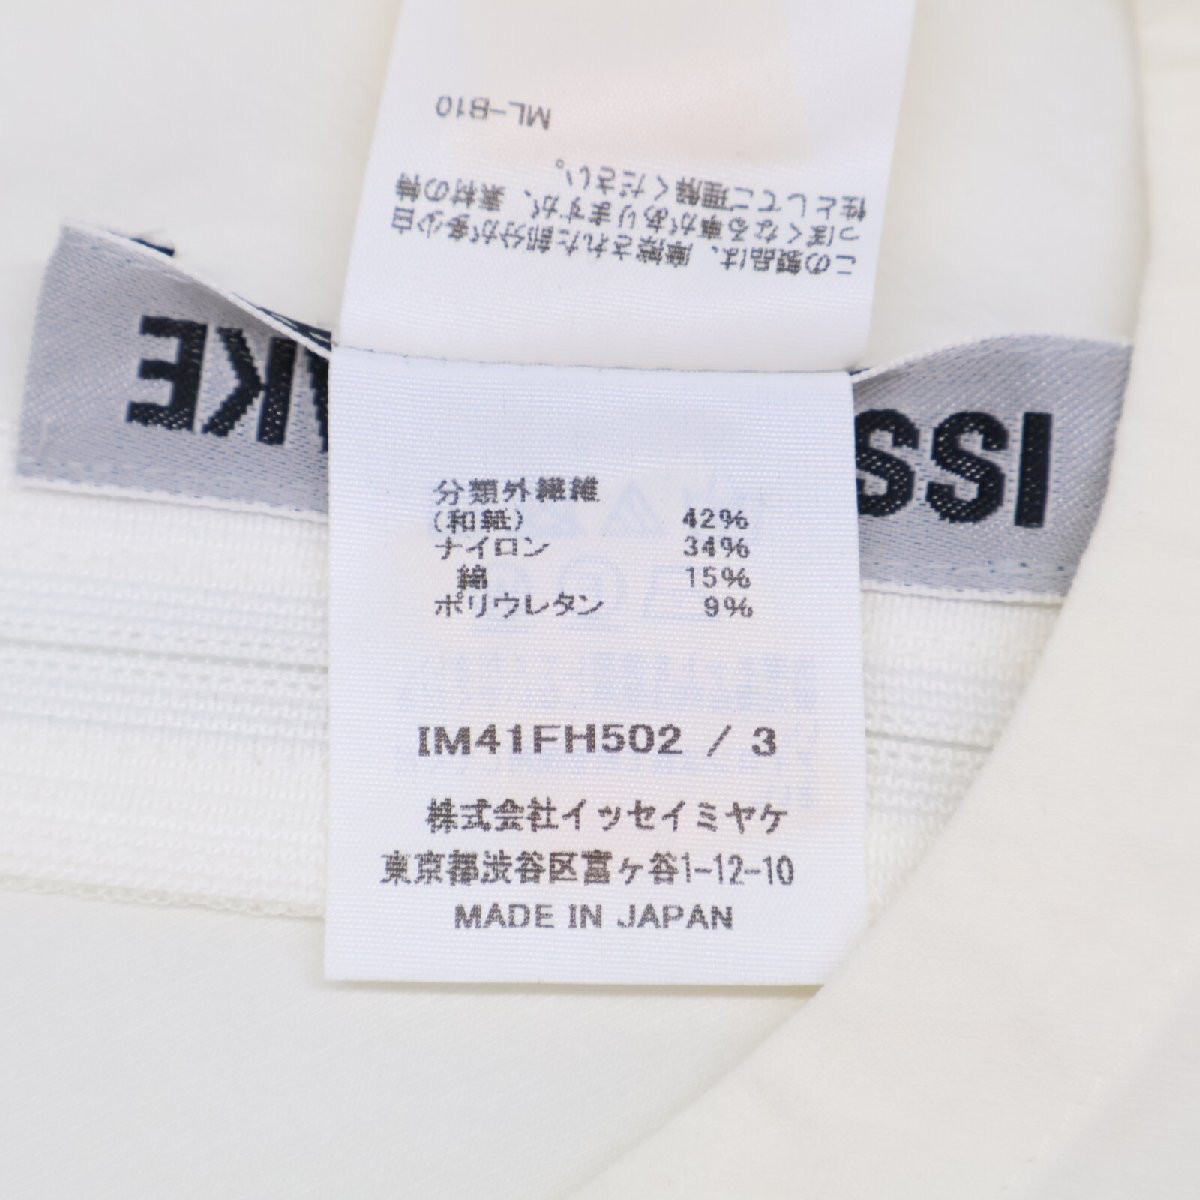 ML-B10
この製品は、摩擦された部分が多少白
っぽくなる事がありますが、素材の特
性としてご理解ください。
KE
ISS
分類外繊維
(和紙) 42%
ナイロン 34%
綿 15%
ポリウレタン 9%
IM41FH502 / 3
株式会社イッセイミヤケ
東京都渋谷区富ヶ谷1-12-10
MADE IN JAPAN